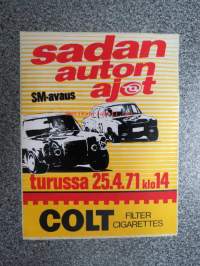 sadan
auton
ajot
SM-avaus
turussa 25.4.71 klo 14
COLT FILTER
CIGARETTES